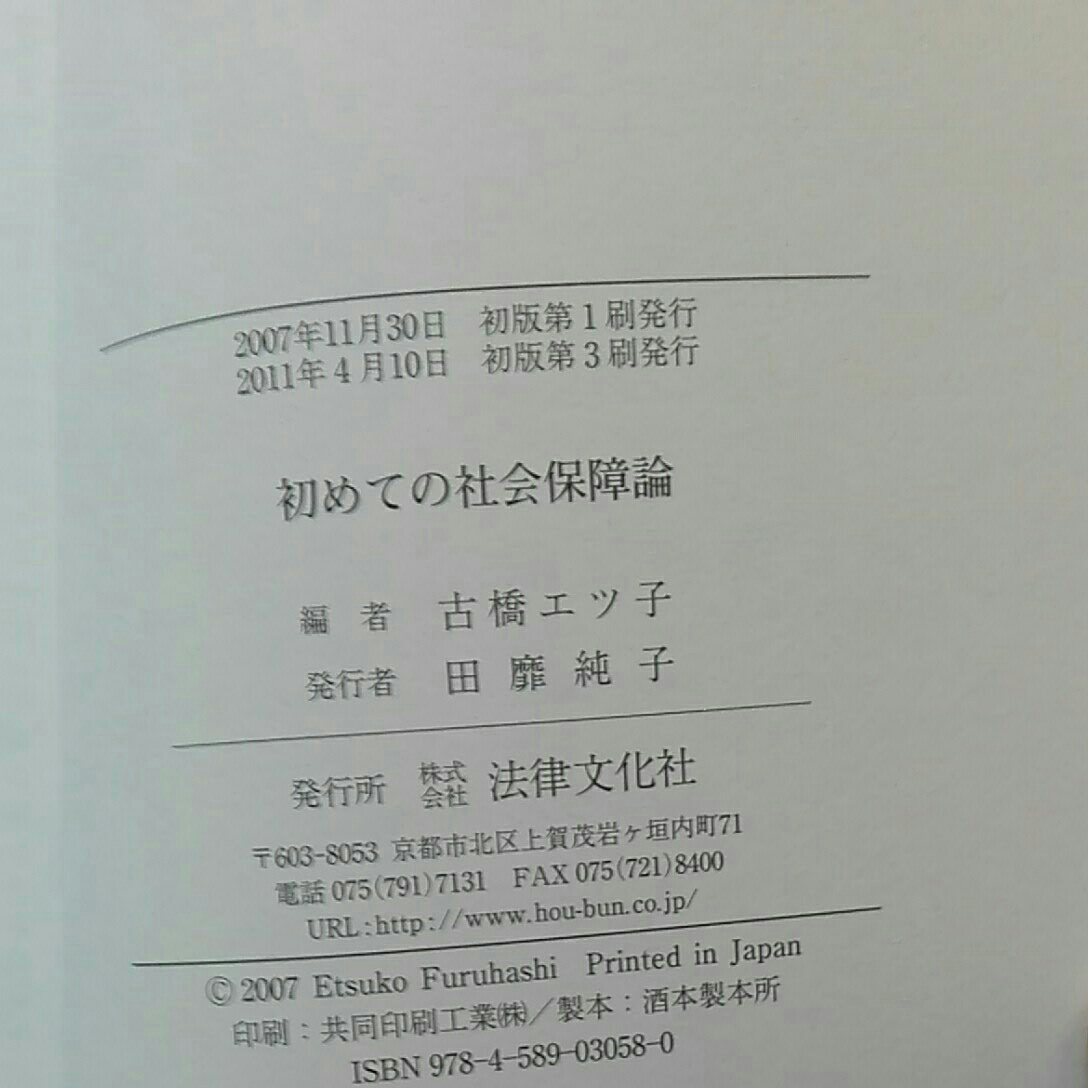 2007年11月30日　初版第1刷発行
2011年4月10日　初版第3刷発行
初めての社会保障論
編　者　古橋エツ子
発行者　田靡純子
発行所　株式会社　法律文化社
〒603-8053 京都市北区上賀茂岩ヶ垣内町71
電話 075(791)7131　FAX 075(721)8400
URL:http://www.hou-bun.co.jp/
© 2007 Etsuko Furuhashi　Printed in Japan
印刷：共同印刷工業㈱／製本：酒本製本所
ISBN 978-4-589-03058-0